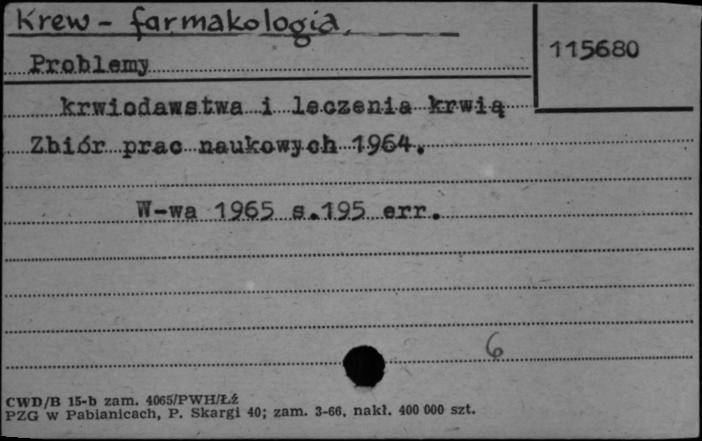 Krew - farmakologia
115680
Problemy
krwiodawstwa i leczenia krwią
Zbiór prac naukowych 1964.
W-wa 1965 s.195 err.
6
CWD/B 15-b zam. 4065/PWH/Łź
PZG w Pabianicach, P. Skargi 40; zam. 3-66, nakł. 400 000 szt.